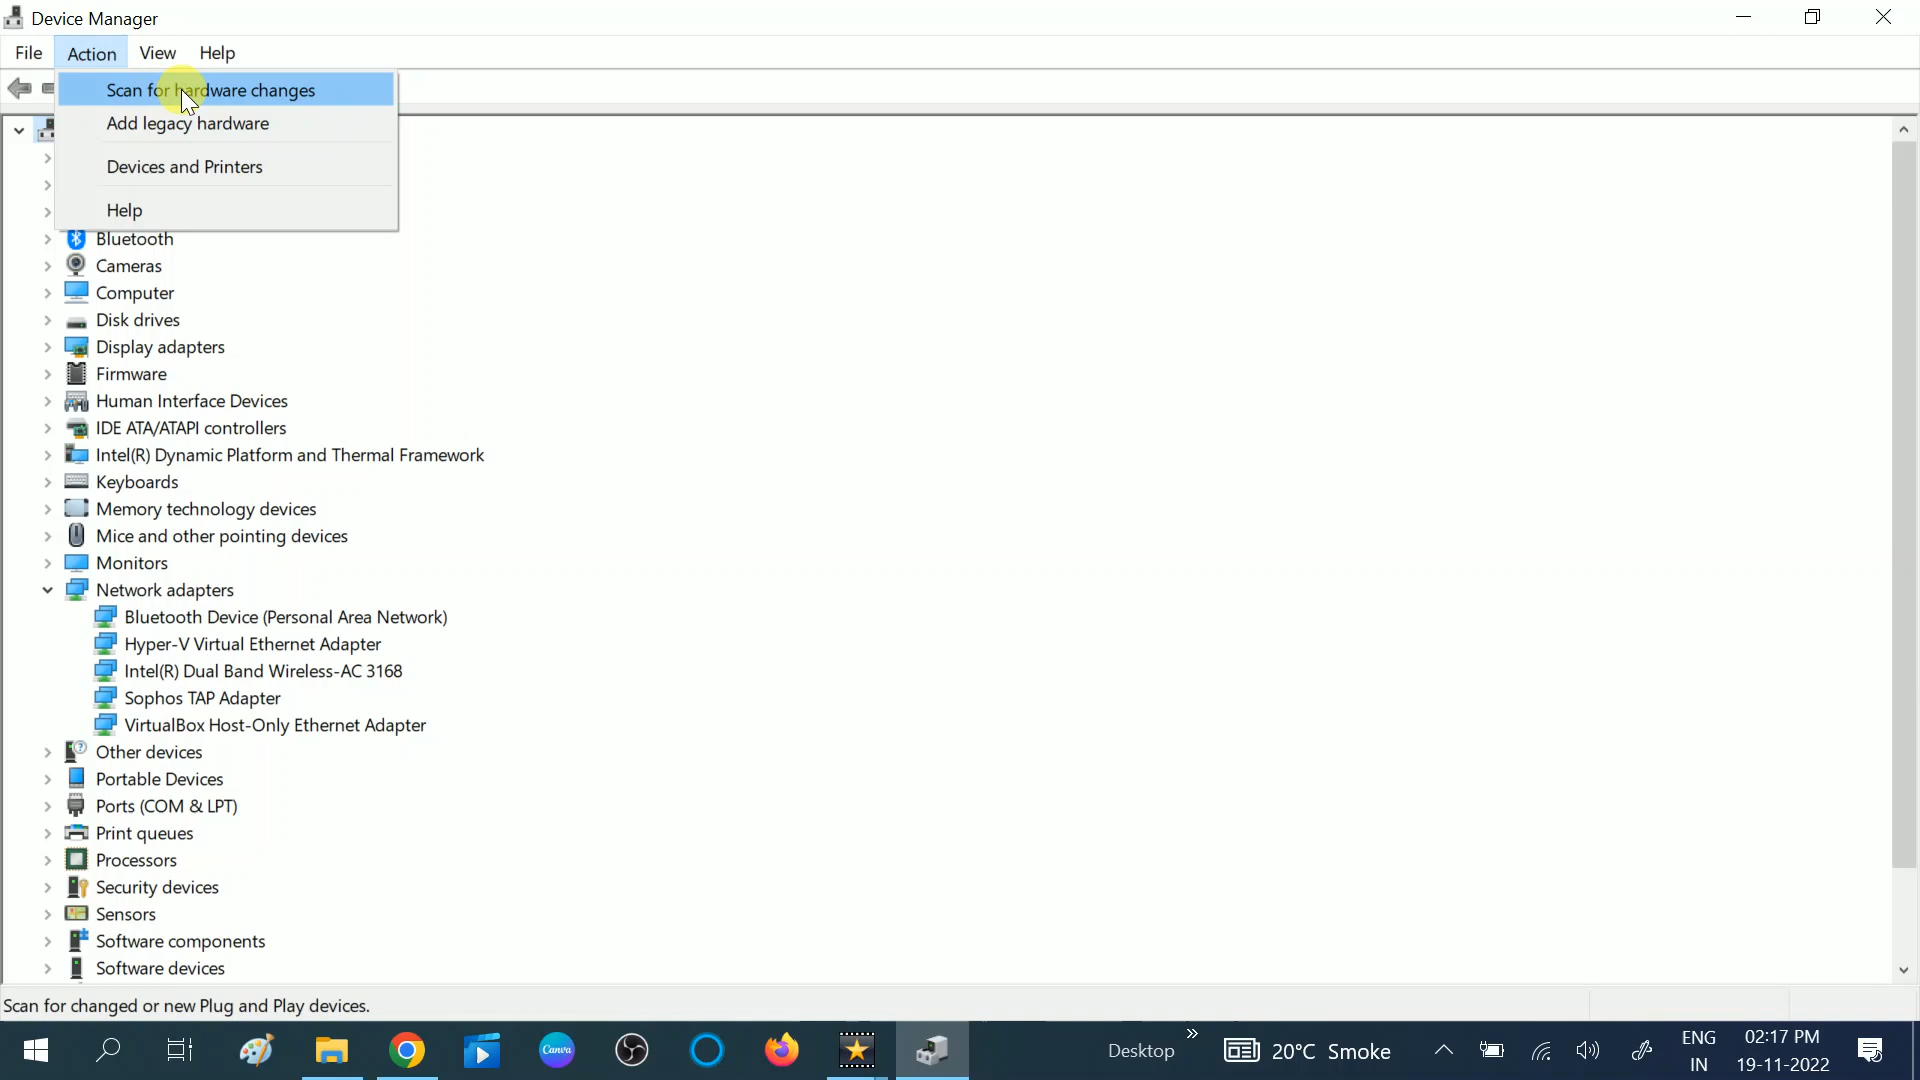 Device Manager
File Action View Help
Scan for hardware changes
Add legacy hardware
Devices and Printers
Help
Bluetooth
Cameras
Computer
Disk drives
Display adapters
Firmware
Human Interface Devices
IDE ATA/ATAPI controllers
Intel(R) Dynamic Platform and Thermal Framework
Keyboards
Memory technology devices
Mice and other pointing devices
Monitors
Network adapters
Bluetooth Device (Personal Area Network)
Hyper-V Virtual Ethernet Adapter
Intel(R) Dual Band Wireless-AC 3168
Sophos TAP Adapter
VirtualBox Host-Only Ethernet Adapter
Other devices
Portable Devices
Ports (COM & LPT)
Print queues
Processors
Security devices
Sensors
Software components
Software devices
Scan for changed or new Plug and Play devices.
Canva
Desktop
20°C Smoke
ENG
IN
02:17 PM
19-11-2022